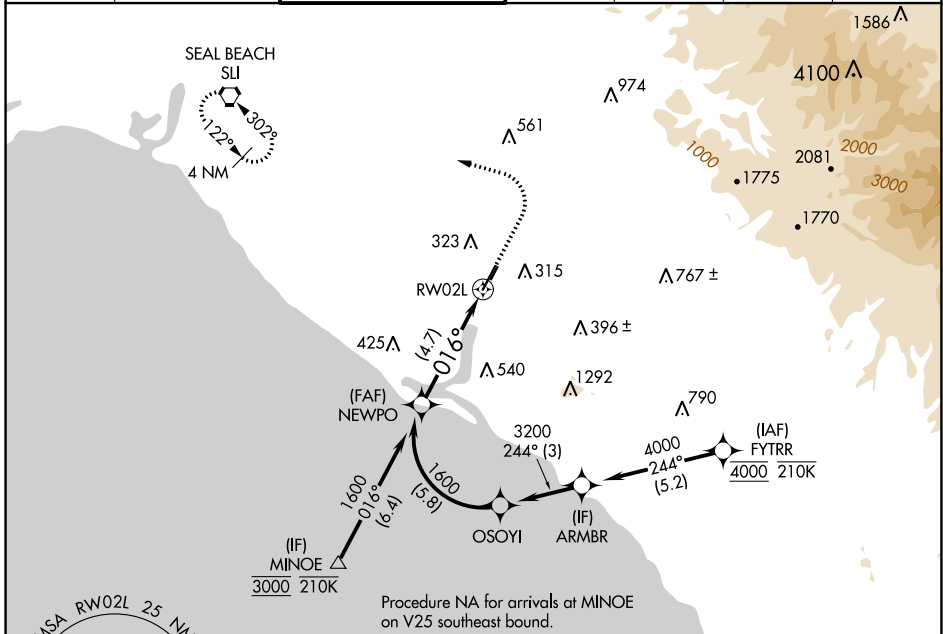 1586
SEAL BEACH
SLI
4100
974
302°
122°
4 NM
561
1000
2081
2000
1775
3000
1770
323
315
RW02L
767 ±
396 ±
425
(4.7)
016°
540
1292
(FAF)
NEWPO
790
(IAF)
FYTRR
4000 210K
3200
244° (3)
4000
244°
(5.2)
1600
(5.8)
1600
016°
(6.4)
OSOYI
(IF)
ARMBR
(IF)
MINOE
3000 210K
Procedure NA for arrivals at MINOE
on V25 southeast bound.
MSA RW02L 25 NM